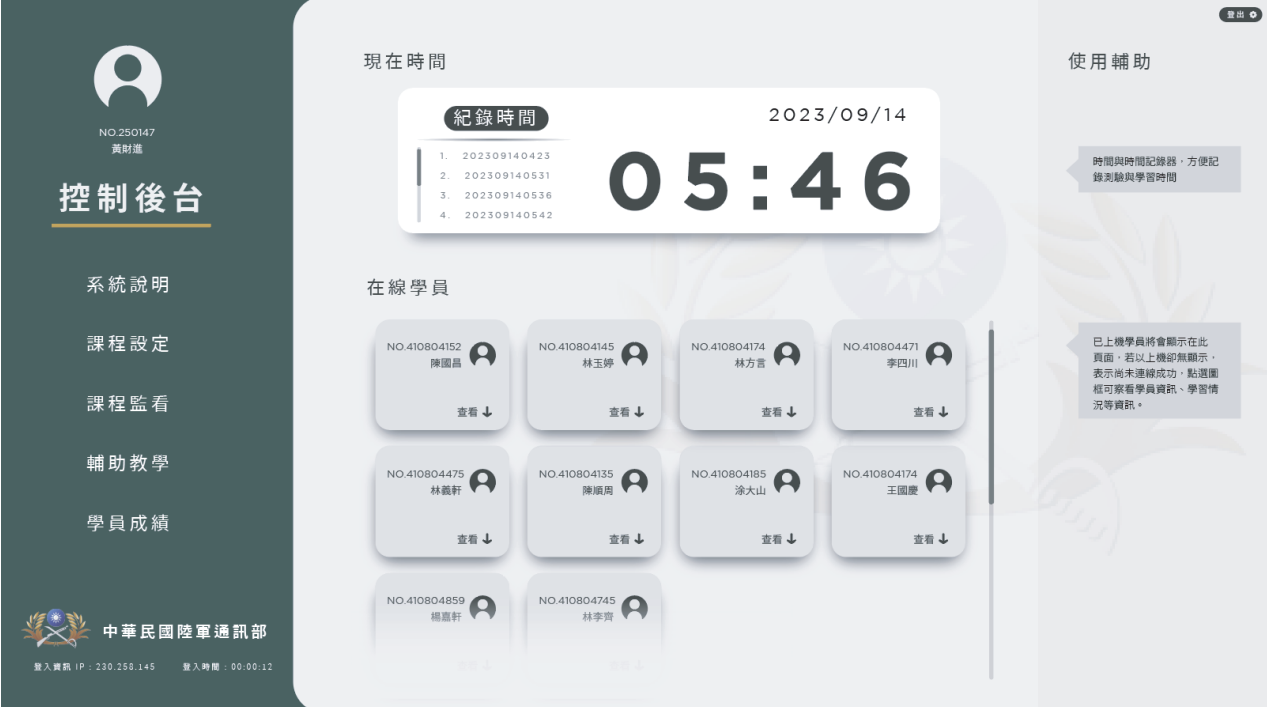 登出
NO.250147
黃財進
控制後台
系統說明
課程設定
課程監看
輔助教學
學員成績
中華民國陸軍通訊部
登入資訊 IP : 230.258.145
登入時間 : 00:00:12
現在時間
紀錄時間
1. 202309140423
2. 202309140531
3. 202309140536
4. 202309140542
2023/09/14
05:46
在線學員
NO.410804152
陳國昌
查看
NO.410804145
林玉婷
查看
NO.410804174
林方言
查看
NO.410804471
李四川
查看
NO.410804475
林義軒
查看
NO.410804135
陳順周
查看
NO.410804185
涂大山
查看
NO.410804174
王國慶
查看
NO.410804859
楊嘉軒
查看
NO.410804745
林李齊
查看
使用輔助
時間與時間記錄器，方便記
錄測驗與學習時間
已上機學員將會顯示在此
頁面，若以上機卻無顯示，
表示尚未連線成功，點選圖
框可察看學員資訊、學習情
況等資訊。